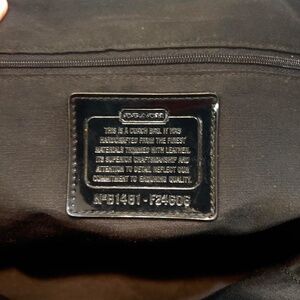 THIS IS A COACH BAG. IT WAS
HANDCRAFTED FROM THE FINEST
MATERIALS TRIMMED WITH LEATHER.
ITS SUPERIOR CRAFTSMANSHIP AND
ATTENTION TO DETAIL REFLECT OUR
COMMITMENT TO ENDURING QUALITY.
Nº B1481 - F24606